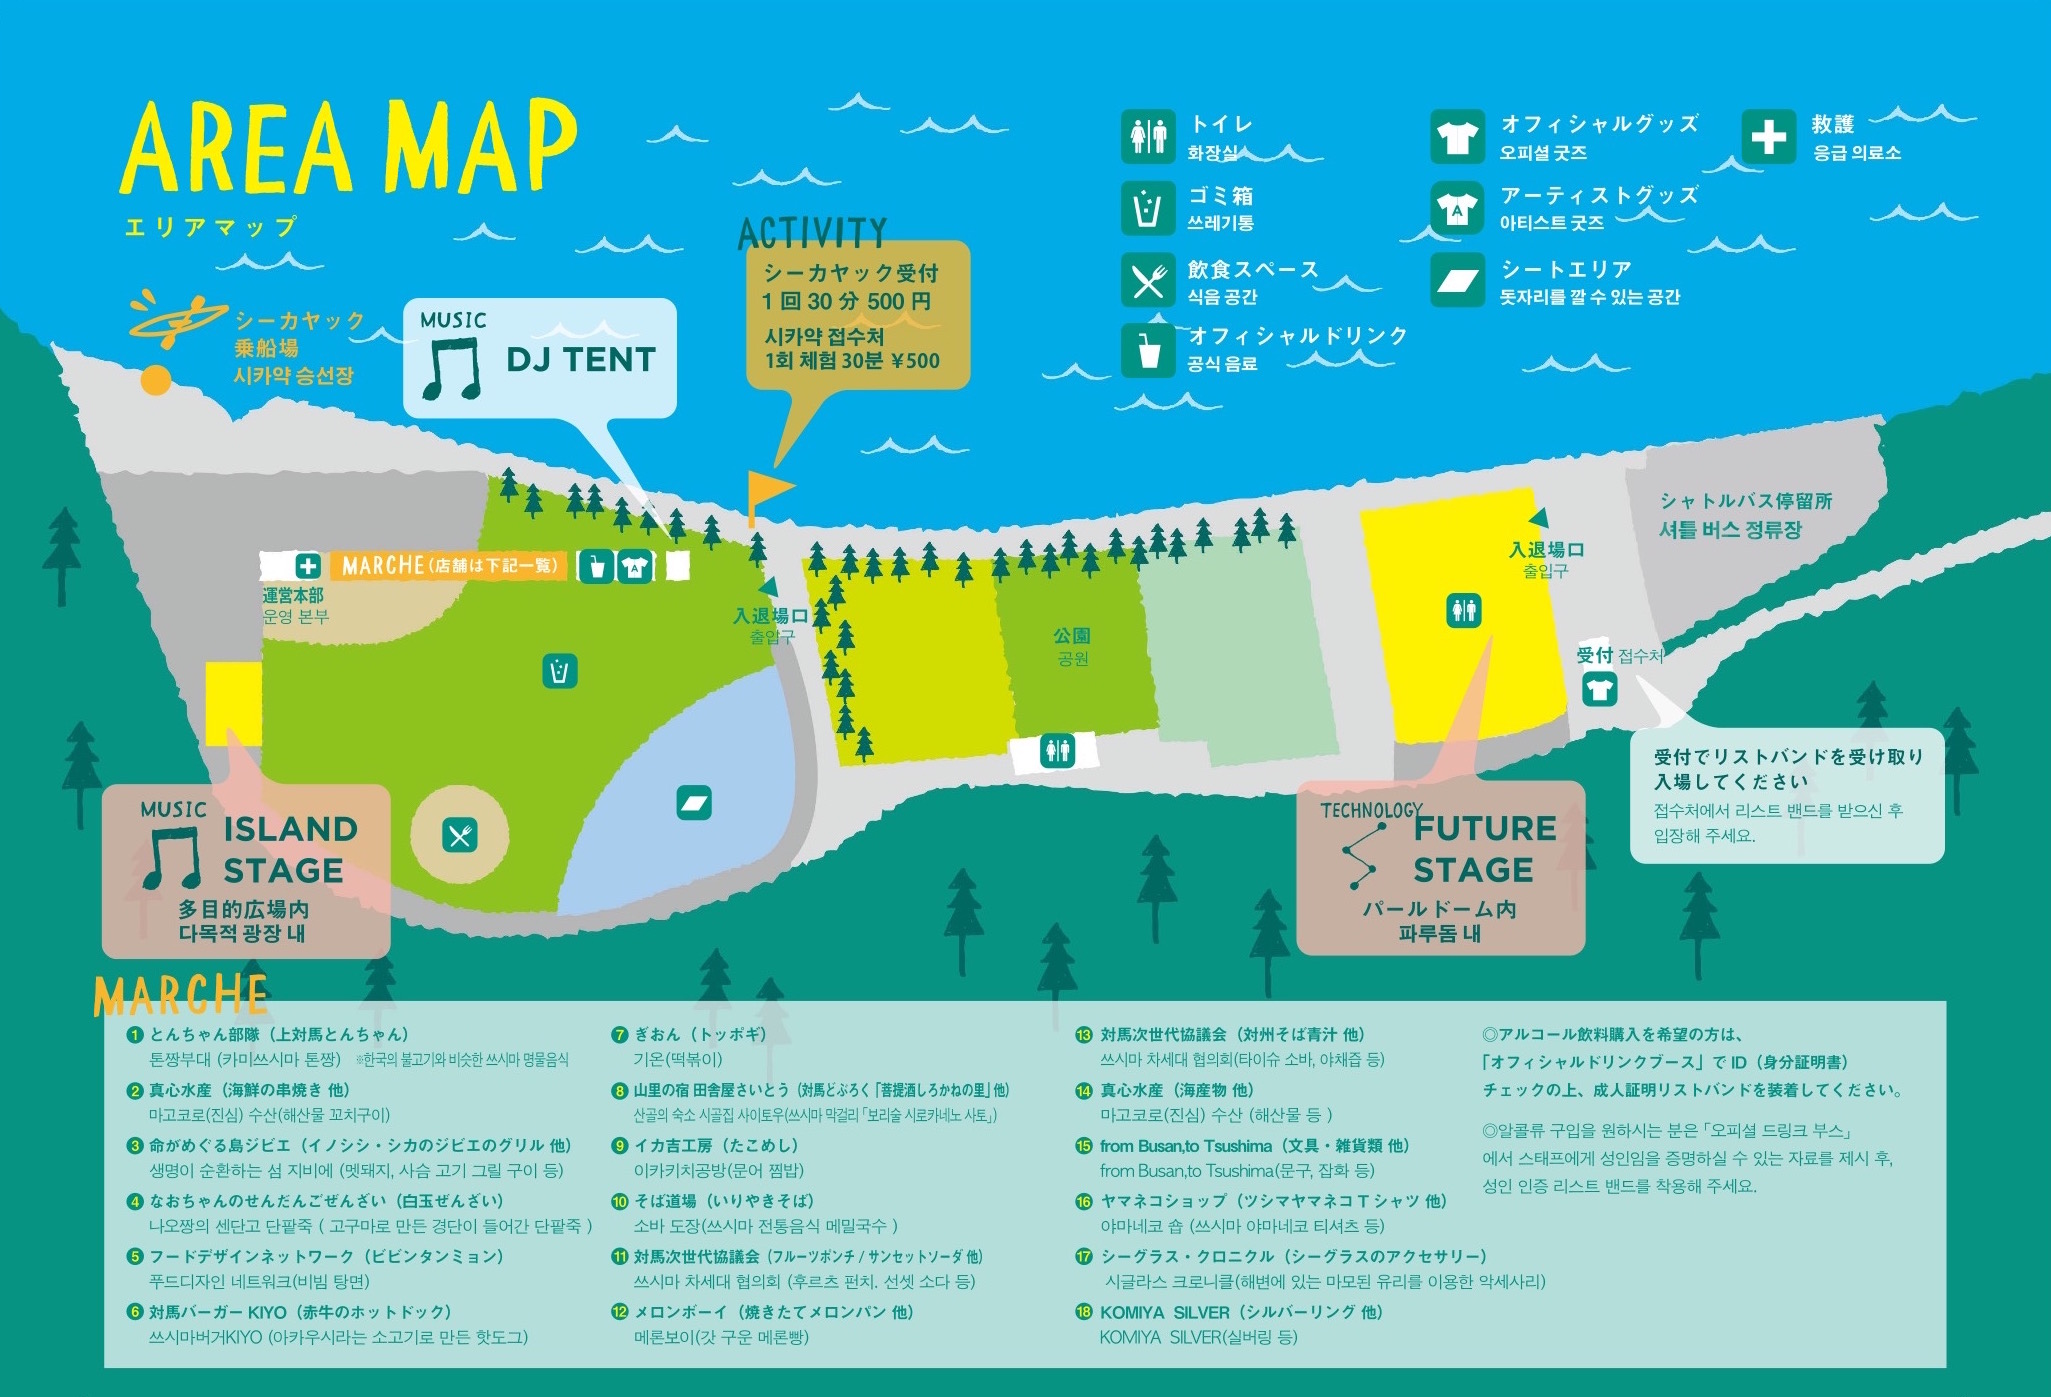 AREA MAP
エリアマップ
シーカヤック
乗船場
시카약 승선장
MUSIC
DJ TENT
ACTIVITY
シーカヤック受付
1回30分 500円
시카약 접수처
1회 체험 30분 ¥500
トイレ
화장실
ゴミ箱
쓰레기통
飲食スペース
식음 공간
オフィシャルドリンク
공식 음료
オフィシャルグッズ
오피셜 굿즈
アーティストグッズ
아티스트 굿즈
シートエリア
돗자리를 깔 수 있는 공간
救護
응급 의료소
MARCHE(店舗は下記一覧)
運営本部
운영 본부
入退場口
출입구
公園
공원
入退場口
출입구
シャトルバス停留所
셔틀 버스 정류장
受付 접수처
受付でリストバンドを受け取り
入場してください
접수처에서 리스트 밴드를 받으신 후
입장해 주세요.
MUSIC
ISLAND
STAGE
多目的広場内
다목적 광장 내
TECHNOLOGY
FUTURE
STAGE
パールドーム内
파루돔 내
MARCHE
1 とんちゃん部隊（上対馬とんちゃん）
톤짱부대 (카미쓰시마 톤짱) ※한국의 불고기와 비슷한 쓰시마 명물음식
2 真心水産（海鮮の串焼き 他）
마고코로(진심) 수산(해산물 꼬치구이)
3 命がめぐる島ジビエ（イノシシ・シカのジビエのグリル 他）
생명이 순환하는 섬 지비에 (멧돼지, 사슴 고기 그릴 구이 등)
4 なおちゃんのせんだんごぜんざい（白玉ぜんざい）
나오짱의 센단고 단팥죽 ( 고구마로 만든 경단이 들어간 단팥죽 )
5 フードデザインネットワーク（ビビンタンミョン）
푸드디자인 네트워크(비빔 탕면)
6 対馬バーガー KIYO（赤牛のホットドック）
쓰시마버거KIYO (아카우시라는 소고기로 만든 핫도그)
7 ぎおん（トッポギ）
기온(떡볶이)
8 山里の宿 田舎屋さいとう（対馬どぶろく「菩提酒しろかねの里」他）
산골의 숙소 시골집 사이토우(쓰시마 막걸리 「보리술 시로카네노 사토」)
9 イカ吉工房（たこめし）
이카키치공방(문어 찜밥)
10 そば道場（いりやきそば）
소바 도장(쓰시마 전통음식 메밀국수 )
11 対馬次世代協議会（フルーツポンチ / サンセットソーダ 他）
쓰시마 차세대 협의회 (후르츠 펀치. 선셋 소다 등)
12 メロンボーイ（焼きたてメロンパン 他）
메론보이(갓 구운 메론빵)
13 対馬次世代協議会（対州そば青汁 他）
쓰시마 차세대 협의회(타이슈 소바, 야채즙 등)
14 真心水産（海産物 他）
마고코로(진심) 수산 (해산물 등 )
15 from Busan,to Tsushima（文具・雑貨類 他）
from Busan,to Tsushima(문구, 잡화 등)
16 ヤマネコショップ（ツシマヤマネコ T シャツ 他）
야마네코 숍 (쓰시마 야마네코 티셔츠 등)
17 シーグラス・クロニクル（シーグラスのアクセサリー）
시글라스 크로니클(해변에 있는 마모된 유리를 이용한 악세사리)
18 KOMIYA SILVER（シルバーリング 他）
KOMIYA SILVER(실버링 등)
◎アルコール飲料購入を希望の方は、
「オフィシャルドリンクブース」で ID（身分証明書）
チェックの上、成人証明リストバンドを装着してください。
◎알콜류 구입을 원하시는 분은 「오피셜 드링크 부스」
에서 스태프에게 성인임을 증명하실 수 있는 자료를 제시 후,
성인 인증 리스트 밴드를 착용해 주세요.